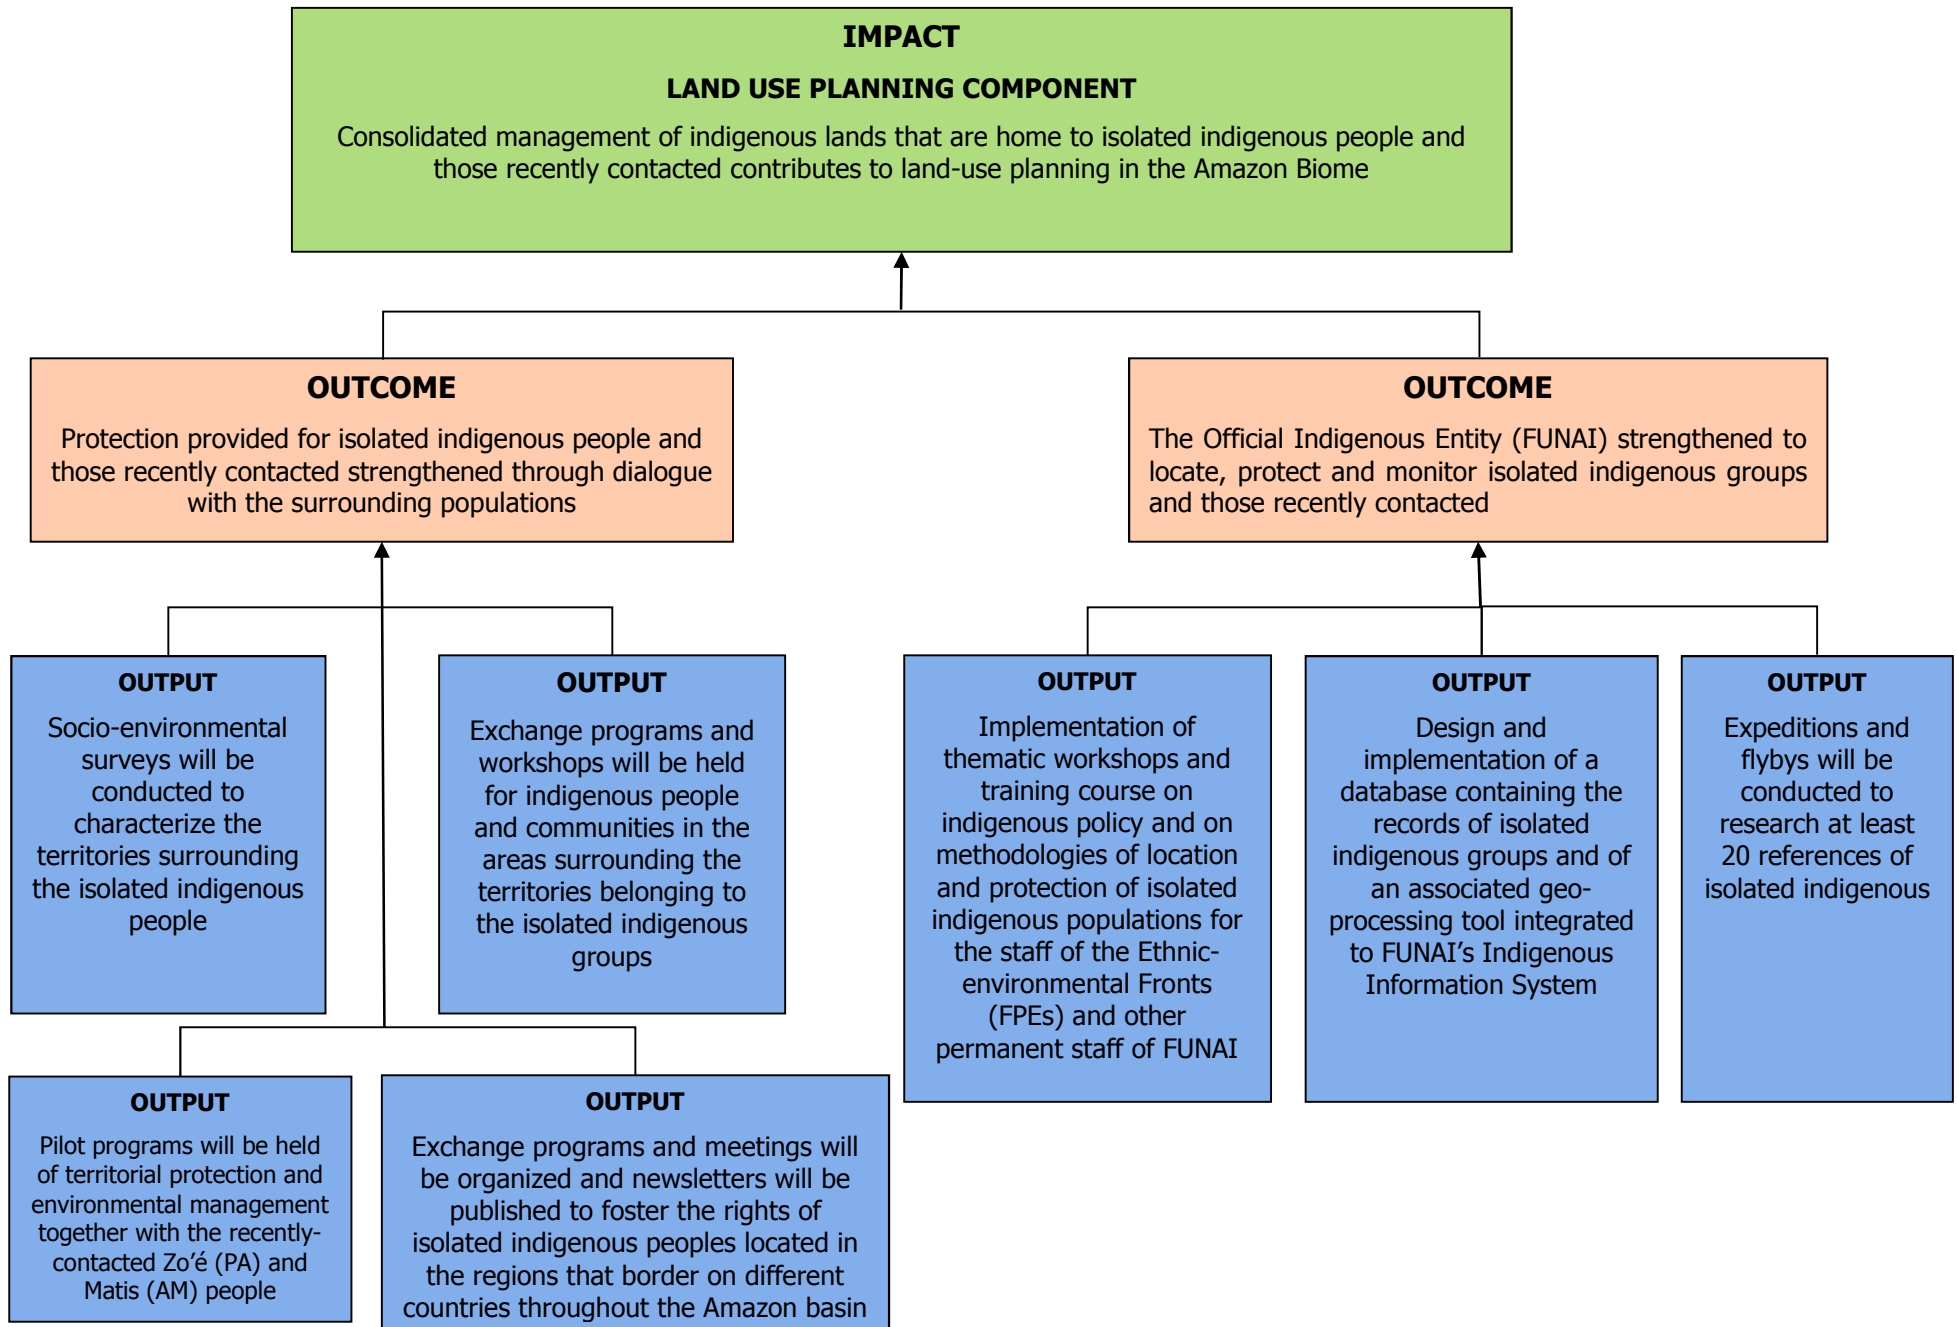 IMPACT
LAND USE PLANNING COMPONENT
Consolidated management of indigenous lands that are home to isolated indigenous people and
those recently contacted contributes to land-use planning in the Amazon Biome
OUTCOME
Protection provided for isolated indigenous people and
those recently contacted strengthened through dialogue
with the surrounding populations
OUTCOME
The Official Indigenous Entity (FUNAI) strengthened to
locate, protect and monitor isolated indigenous groups
and those recently contacted
OUTPUT
Socio-environmental
surveys will be
conducted to
characterize the
territories surrounding
the isolated indigenous
people
OUTPUT
Exchange programs and
workshops will be held
for indigenous people
and communities in the
areas surrounding the
territories belonging to
the isolated indigenous
groups
OUTPUT
Implementation of
thematic workshops and
training course on
indigenous policy and on
methodologies of location
and protection of isolated
indigenous populations for
the staff of the Ethnic-
environmental Fronts
(FPEs) and other
permanent staff of FUNAI
OUTPUT
Design and
implementation of a
database containing the
records of isolated
indigenous groups and of
an associated geo-
processing tool integrated
to FUNAI’s Indigenous
Information System
OUTPUT
Expeditions and
flybys will be
conducted to
research at least
20 references of
isolated indigenous
OUTPUT
Pilot programs will be held
of territorial protection and
environmental management
together with the recently-
contacted Zo’é (PA) and
Matis (AM) people
OUTPUT
Exchange programs and meetings will
be organized and newsletters will be
published to foster the rights of
isolated indigenous peoples located in
the regions that border on different
countries throughout the Amazon basin